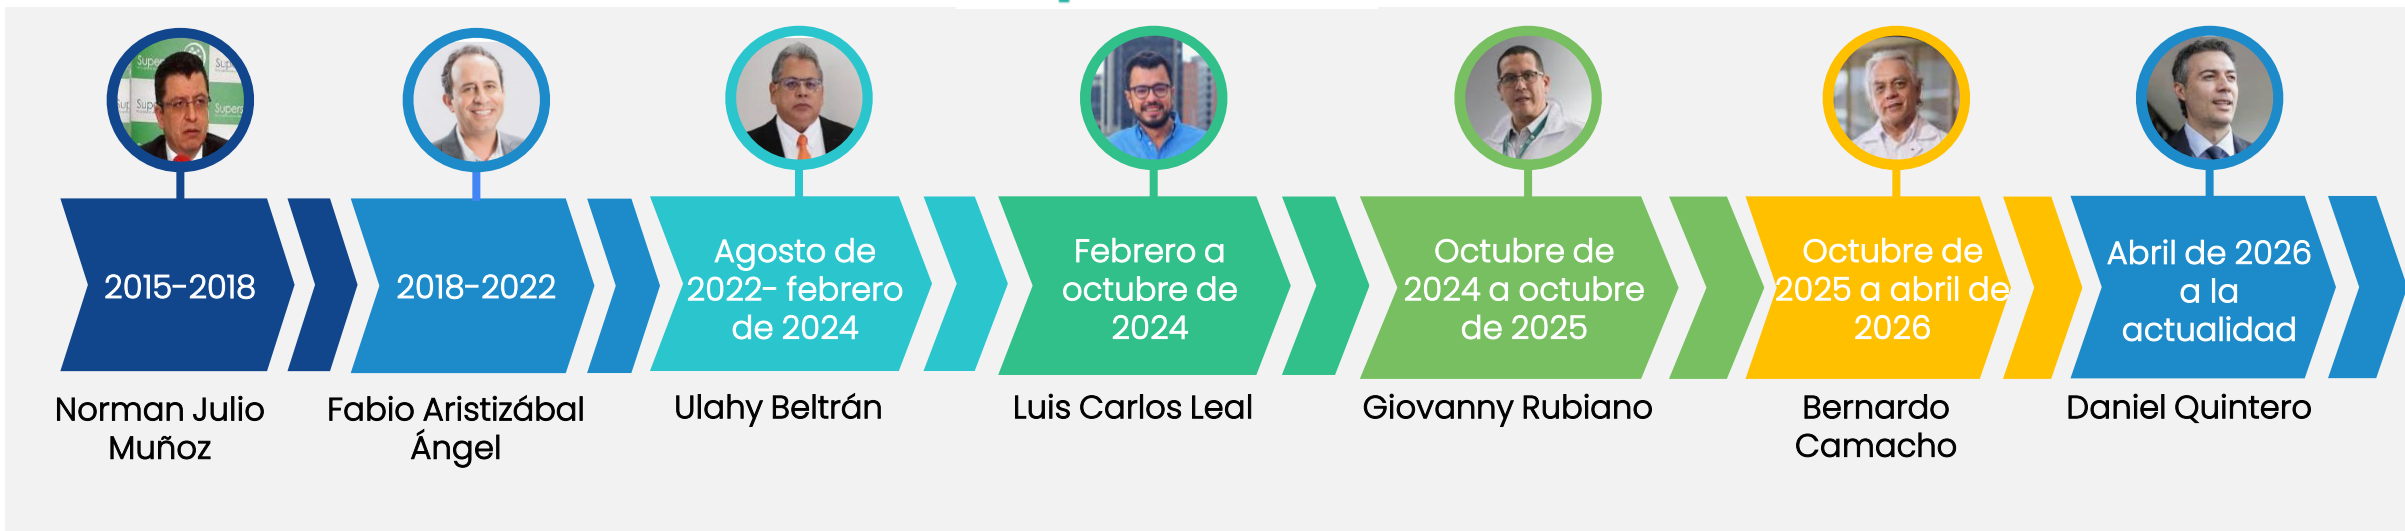 2015-2018
Norman Julio
Muñoz
2018-2022
Fabio Aristizábal
Ángel
Agosto de
2022- febrero
de 2024
Ulahy Beltrán
Febrero a
octubre de
2024
Luis Carlos Leal
Octubre de
2024 a octubre
de 2025
Giovanny Rubiano
Octubre de
2025 a abril de
2026
Bernardo
Camacho
Abril de 2026
a la
actualidad
Daniel Quintero